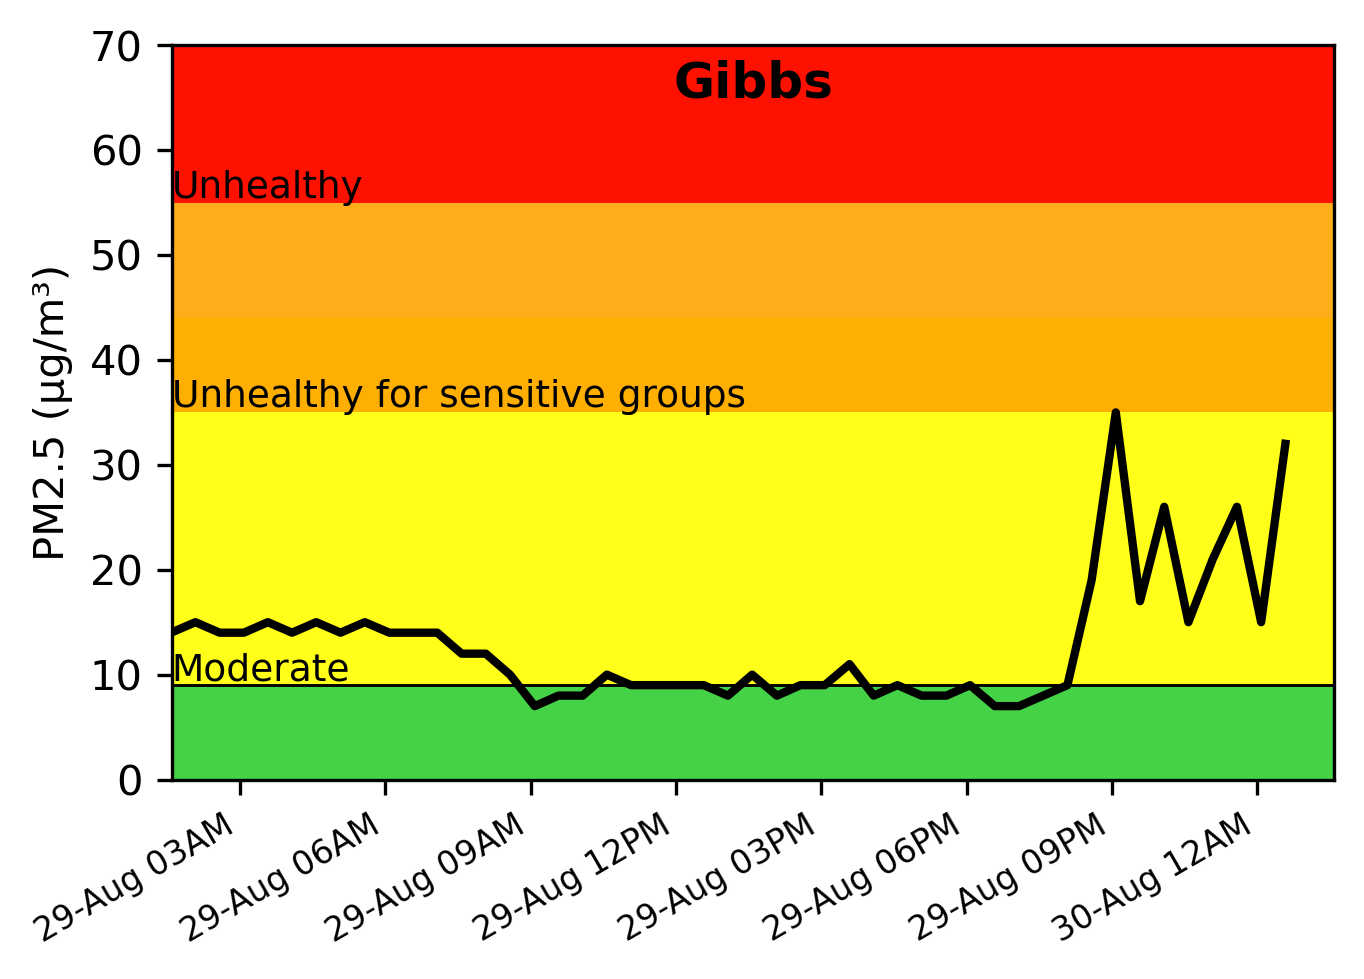 Gibbs
PM2.5 (µg/m³)
70
60
50
40
30
20
10
0
Unhealthy
Unhealthy for sensitive groups
Moderate
29-Aug 03AM
29-Aug 06AM
29-Aug 09AM
29-Aug 12PM
29-Aug 03PM
29-Aug 06PM
29-Aug 09PM
30-Aug 12AM